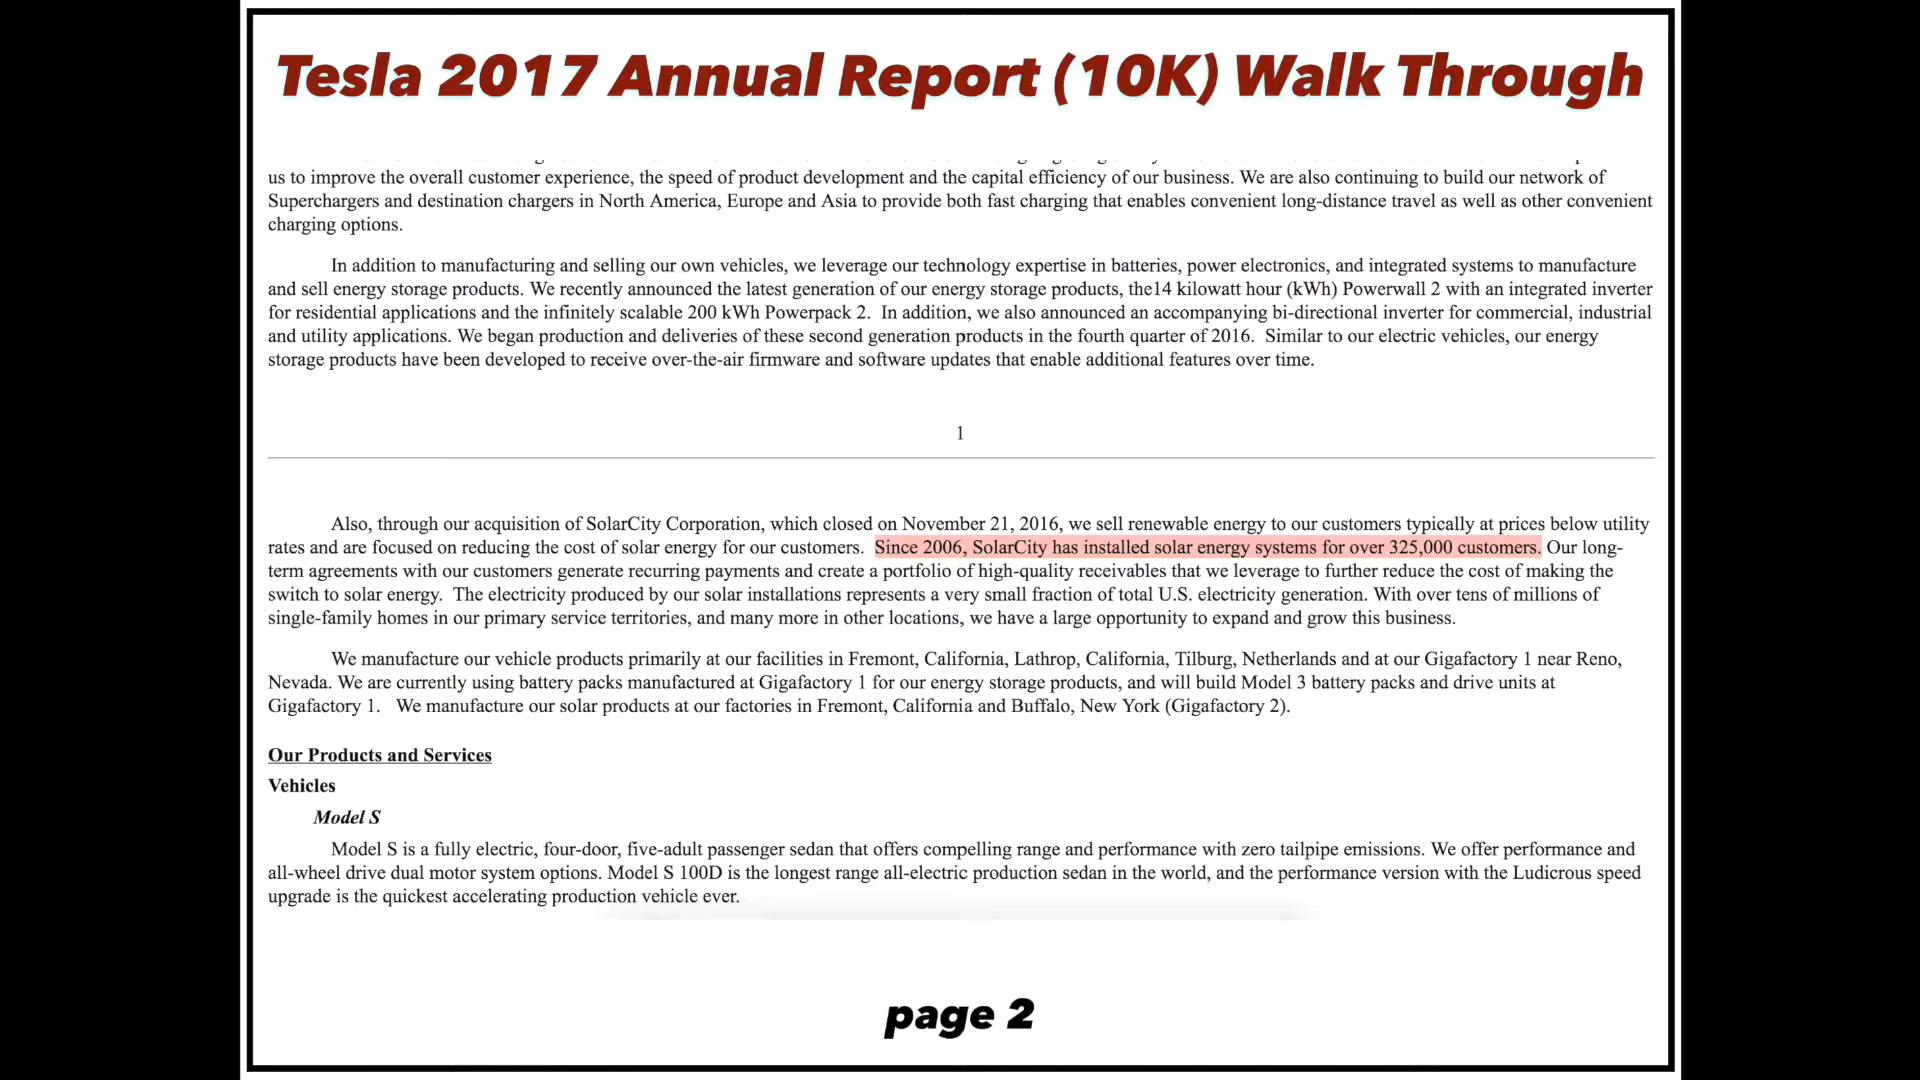 Tesla 2017 Annual Report (10K) Walk Through
us to improve the overall customer experience, the speed of product development and the capital efficiency of our business. We are also continuing to build our network of
Superchargers and destination chargers in North America, Europe and Asia to provide both fast charging that enables convenient long-distance travel as well as other convenient
charging options.
In addition to manufacturing and selling our own vehicles, we leverage our technology expertise in batteries, power electronics, and integrated systems to manufacture
and sell energy storage products. We recently announced the latest generation of our energy storage products, the14 kilowatt hour (kWh) Powerwall 2 with an integrated inverter
for residential applications and the infinitely scalable 200 kWh Powerpack 2.  In addition, we also announced an accompanying bi-directional inverter for commercial, industrial
and utility applications. We began production and deliveries of these second generation products in the fourth quarter of 2016.  Similar to our electric vehicles, our energy
storage products have been developed to receive over-the-air firmware and software updates that enable additional features over time.
1
Also, through our acquisition of SolarCity Corporation, which closed on November 21, 2016, we sell renewable energy to our customers typically at prices below utility
rates and are focused on reducing the cost of solar energy for our customers.  Since 2006, SolarCity has installed solar energy systems for over 325,000 customers. Our long-
term agreements with our customers generate recurring payments and create a portfolio of high-quality receivables that we leverage to further reduce the cost of making the
switch to solar energy.  The electricity produced by our solar installations represents a very small fraction of total U.S. electricity generation. With over tens of millions of
single-family homes in our primary service territories, and many more in other locations, we have a large opportunity to expand and grow this business.
We manufacture our vehicle products primarily at our facilities in Fremont, California, Lathrop, California, Tilburg, Netherlands and at our Gigafactory 1 near Reno,
Nevada. We are currently using battery packs manufactured at Gigafactory 1 for our energy storage products, and will build Model 3 battery packs and drive units at
Gigafactory 1.   We manufacture our solar products at our factories in Fremont, California and Buffalo, New York (Gigafactory 2).
Our Products and Services
Vehicles
Model S
Model S is a fully electric, four-door, five-adult passenger sedan that offers compelling range and performance with zero tailpipe emissions. We offer performance and
all-wheel drive dual motor system options. Model S 100D is the longest range all-electric production sedan in the world, and the performance version with the Ludicrous speed
upgrade is the quickest accelerating production vehicle ever.
page 2